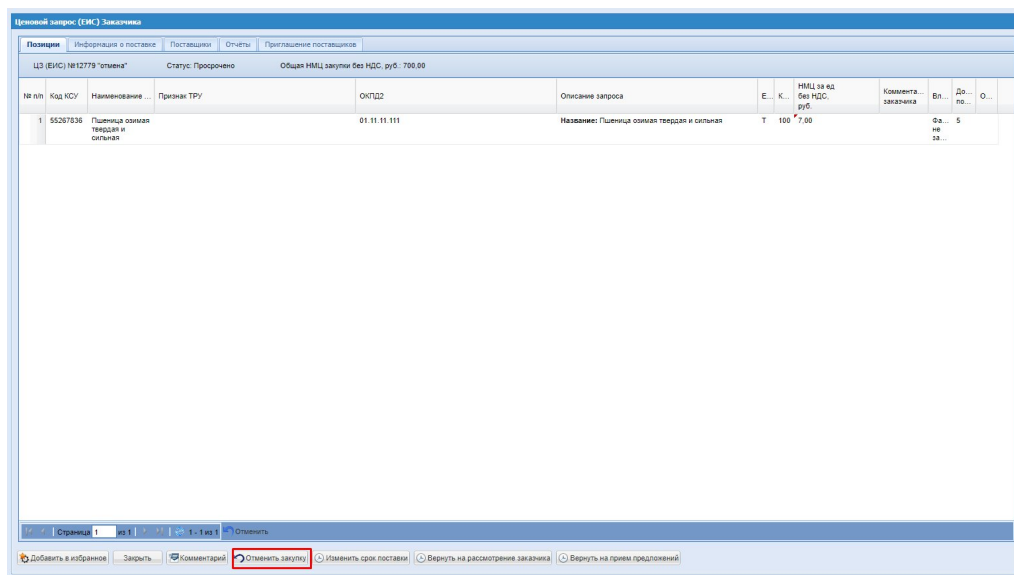 Ценовой запрос (ЕИС) Заказчика
Позиции Информация о поставке Поставщики Отчёты Приглашение поставщиков
ЦЗ (ЕИС) №12779 "отмена" Статус: Просрочено Общая НМЦ закупки без НДС, руб.: 700,00
№ п/п Код КСУ Наименование ... Признак ТРУ ОКПД2 Описание запроса Е... К... НМЦ за ед без НДС, руб. Коммента... заказчика Вл... До... по... О...
1 55267836 Пшеница озимая 01.11.11.111 Название: Пшеница озимая твердая и сильная Т 100 7,00 Фа... 5
твердая и не
сильная за...
Страница 1 из 1 1 - 1 из 1 Отменить
Добавить в избранное Закрыть Комментарий Отменить закупку Изменить срок поставки Вернуть на рассмотрение заказчика Вернуть на прием предложений